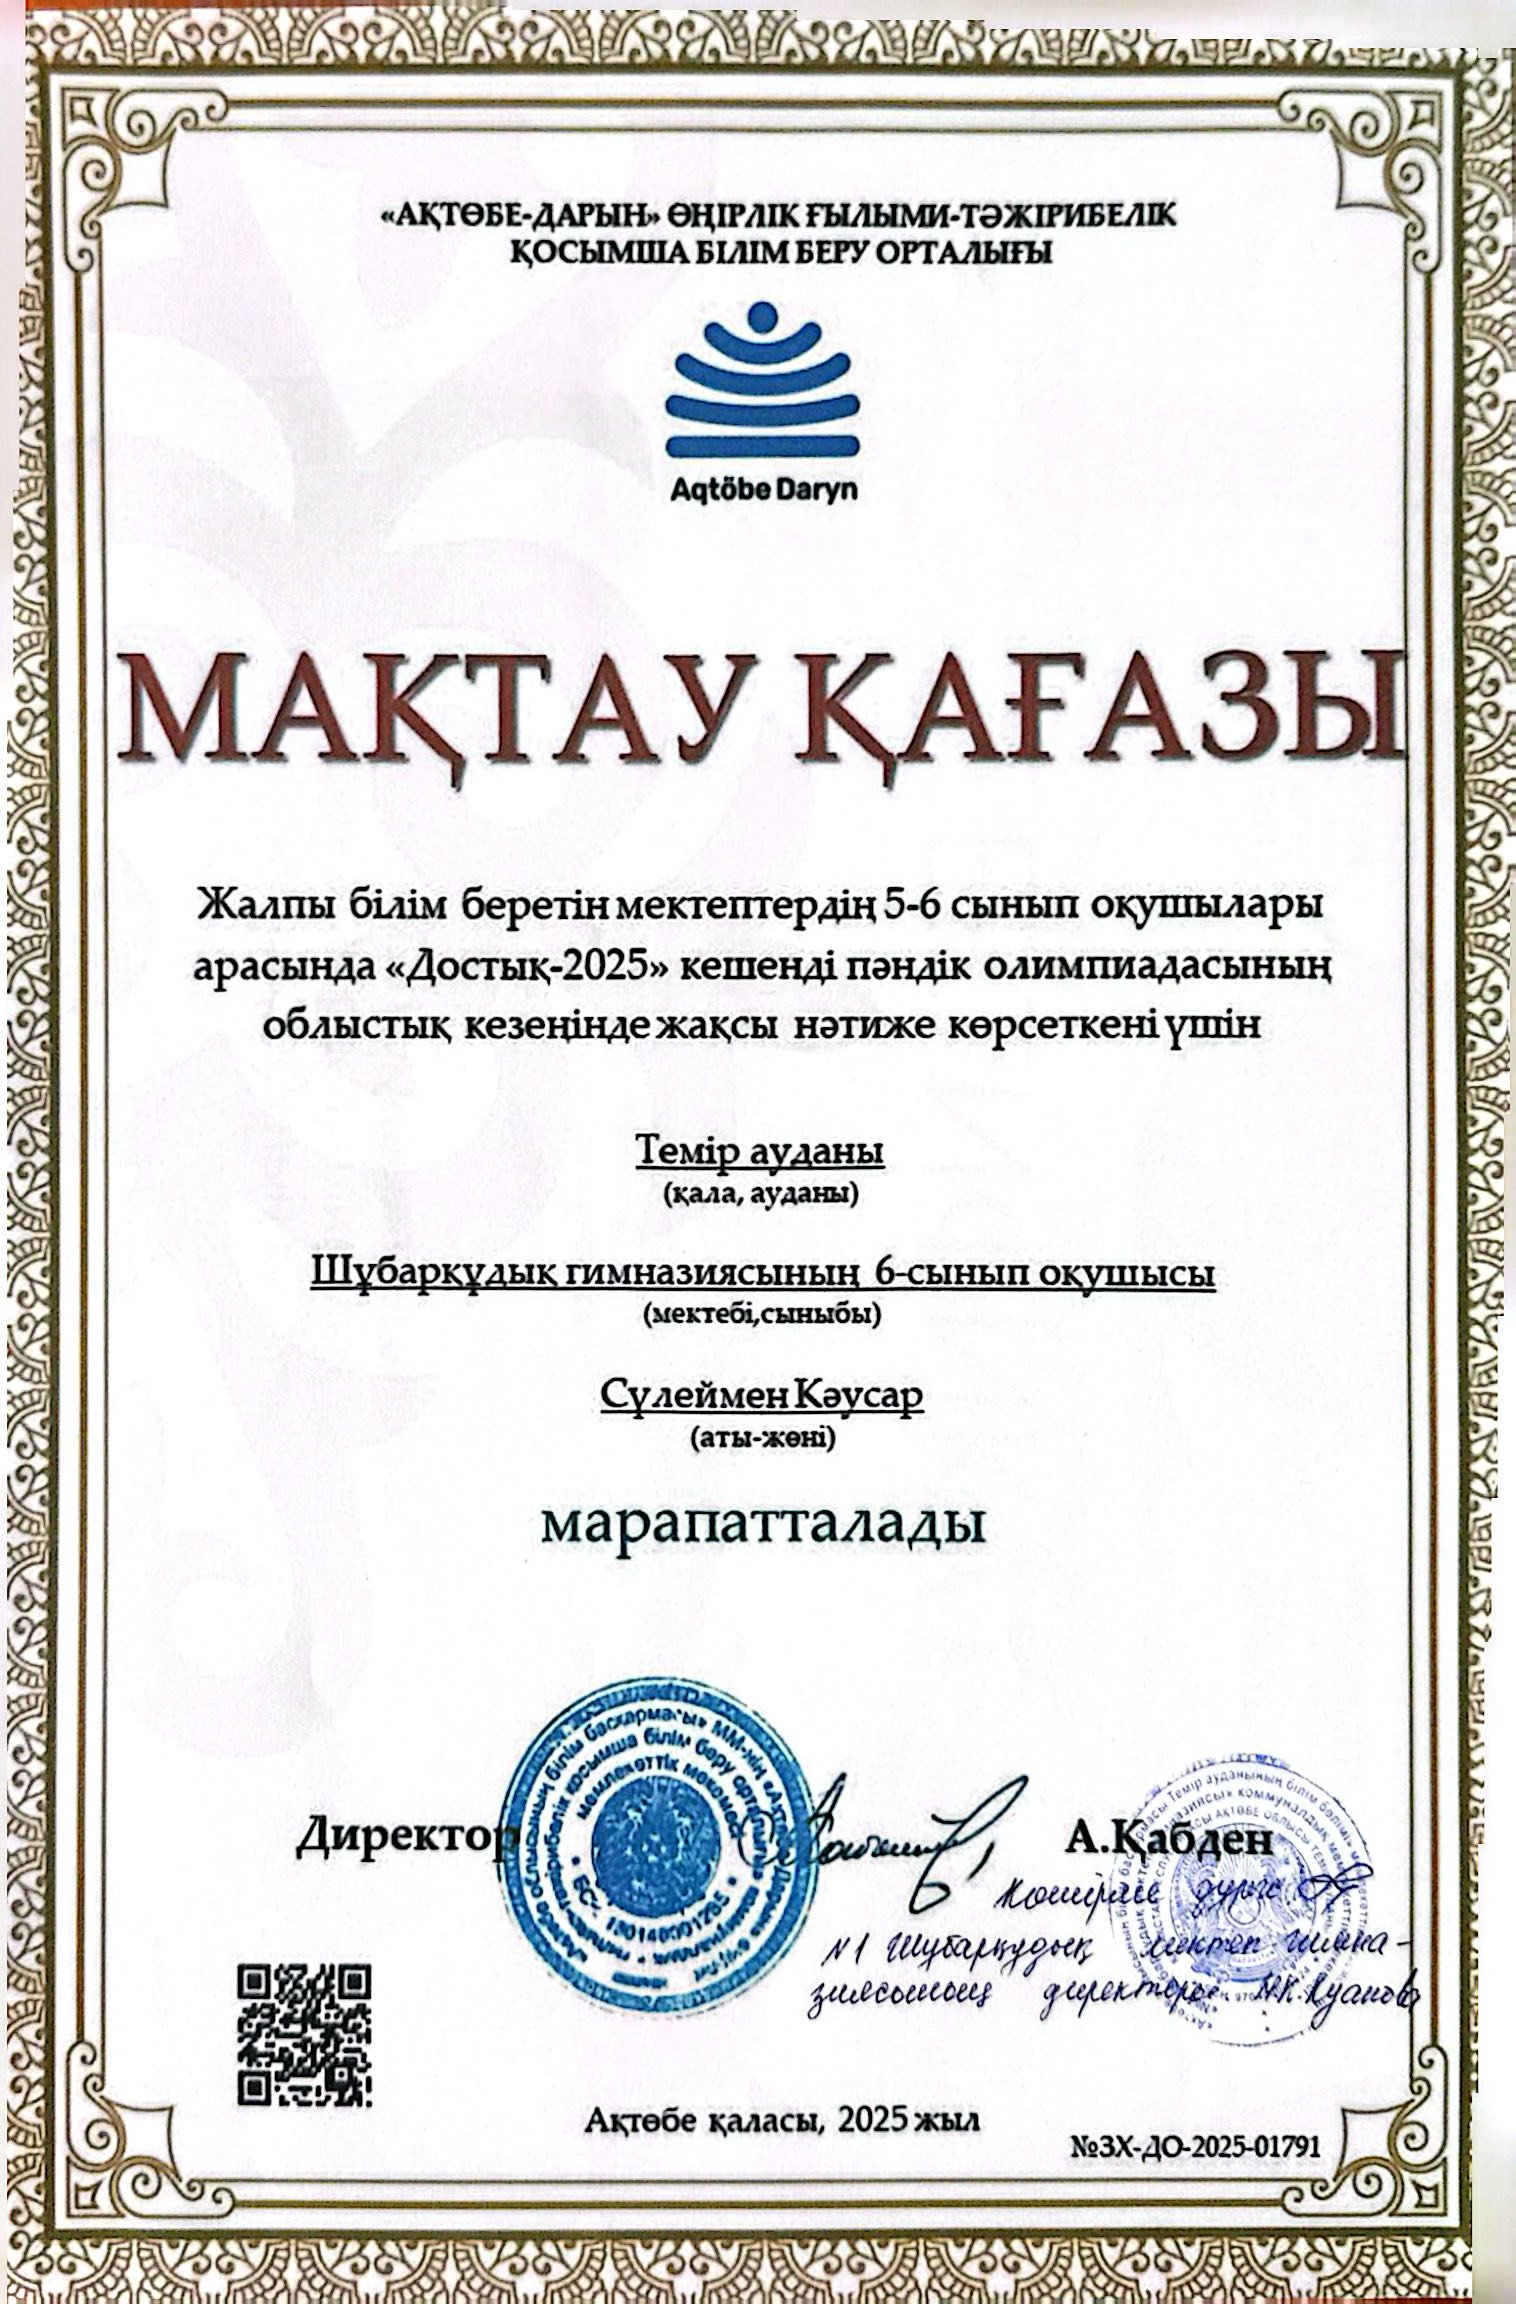 «АҚТӨБЕ-ДАРЫН» ӨҢІРЛІК ҒЫЛЫМИ-ТӘЖІРИБЕЛІК
ҚОСЫМША БІЛІМ БЕРУ ОРТАЛЫҒЫ
Aqtöbe Daryn
МАҚТАУ ҚАҒАЗЫ
Жалпы білім беретін мектептердің 5-6 сынып оқушылары
арасында «Достық-2025» кешенді пәндік олимпиадасының
облыстық кезеңінде жақсы нәтиже көрсеткені үшін
Темір ауданы
(қала, ауданы)
Шұбарқұдық гимназиясының 6-сынып оқушысы
(мектебі,сыныбы)
Сүлеймен Кәусар
(аты-жөні)
марапатталады
Директор
А.Қабден
Көшірме дұрыс
№1 Шұбарқұдық мектеп-гимна-
зиясының директоры
Ақтөбе қаласы, 2025 жыл
№ЗХ-ДО-2025-01791